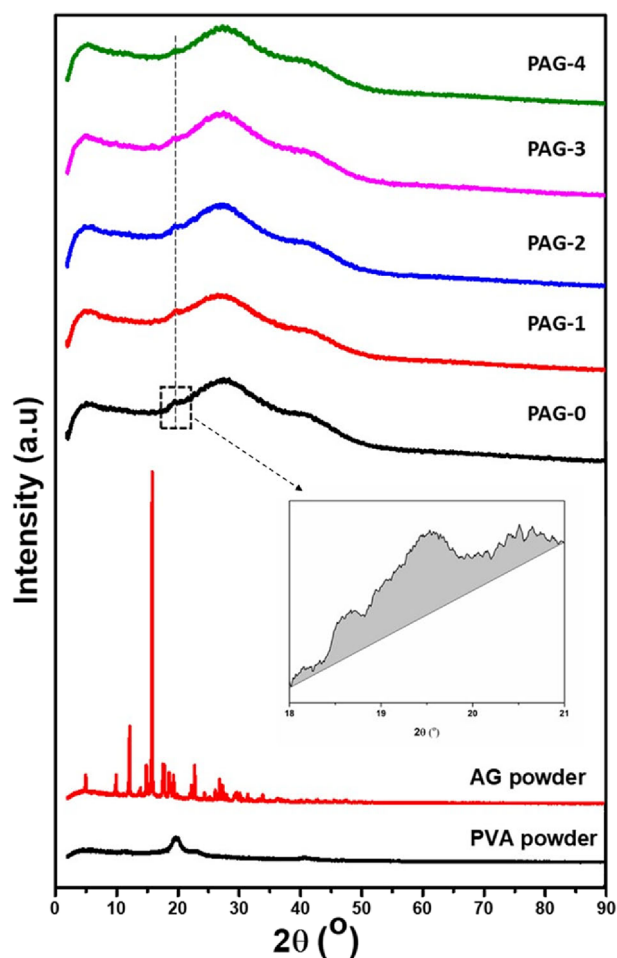 PAG-4
PAG-3
PAG-2
PAG-1
PAG-0
Intensity (a.u)
18 19 20 21
2θ (°)
AG powder
PVA powder
0 10 20 30 40 50 60 70 80 90
2θ (°)